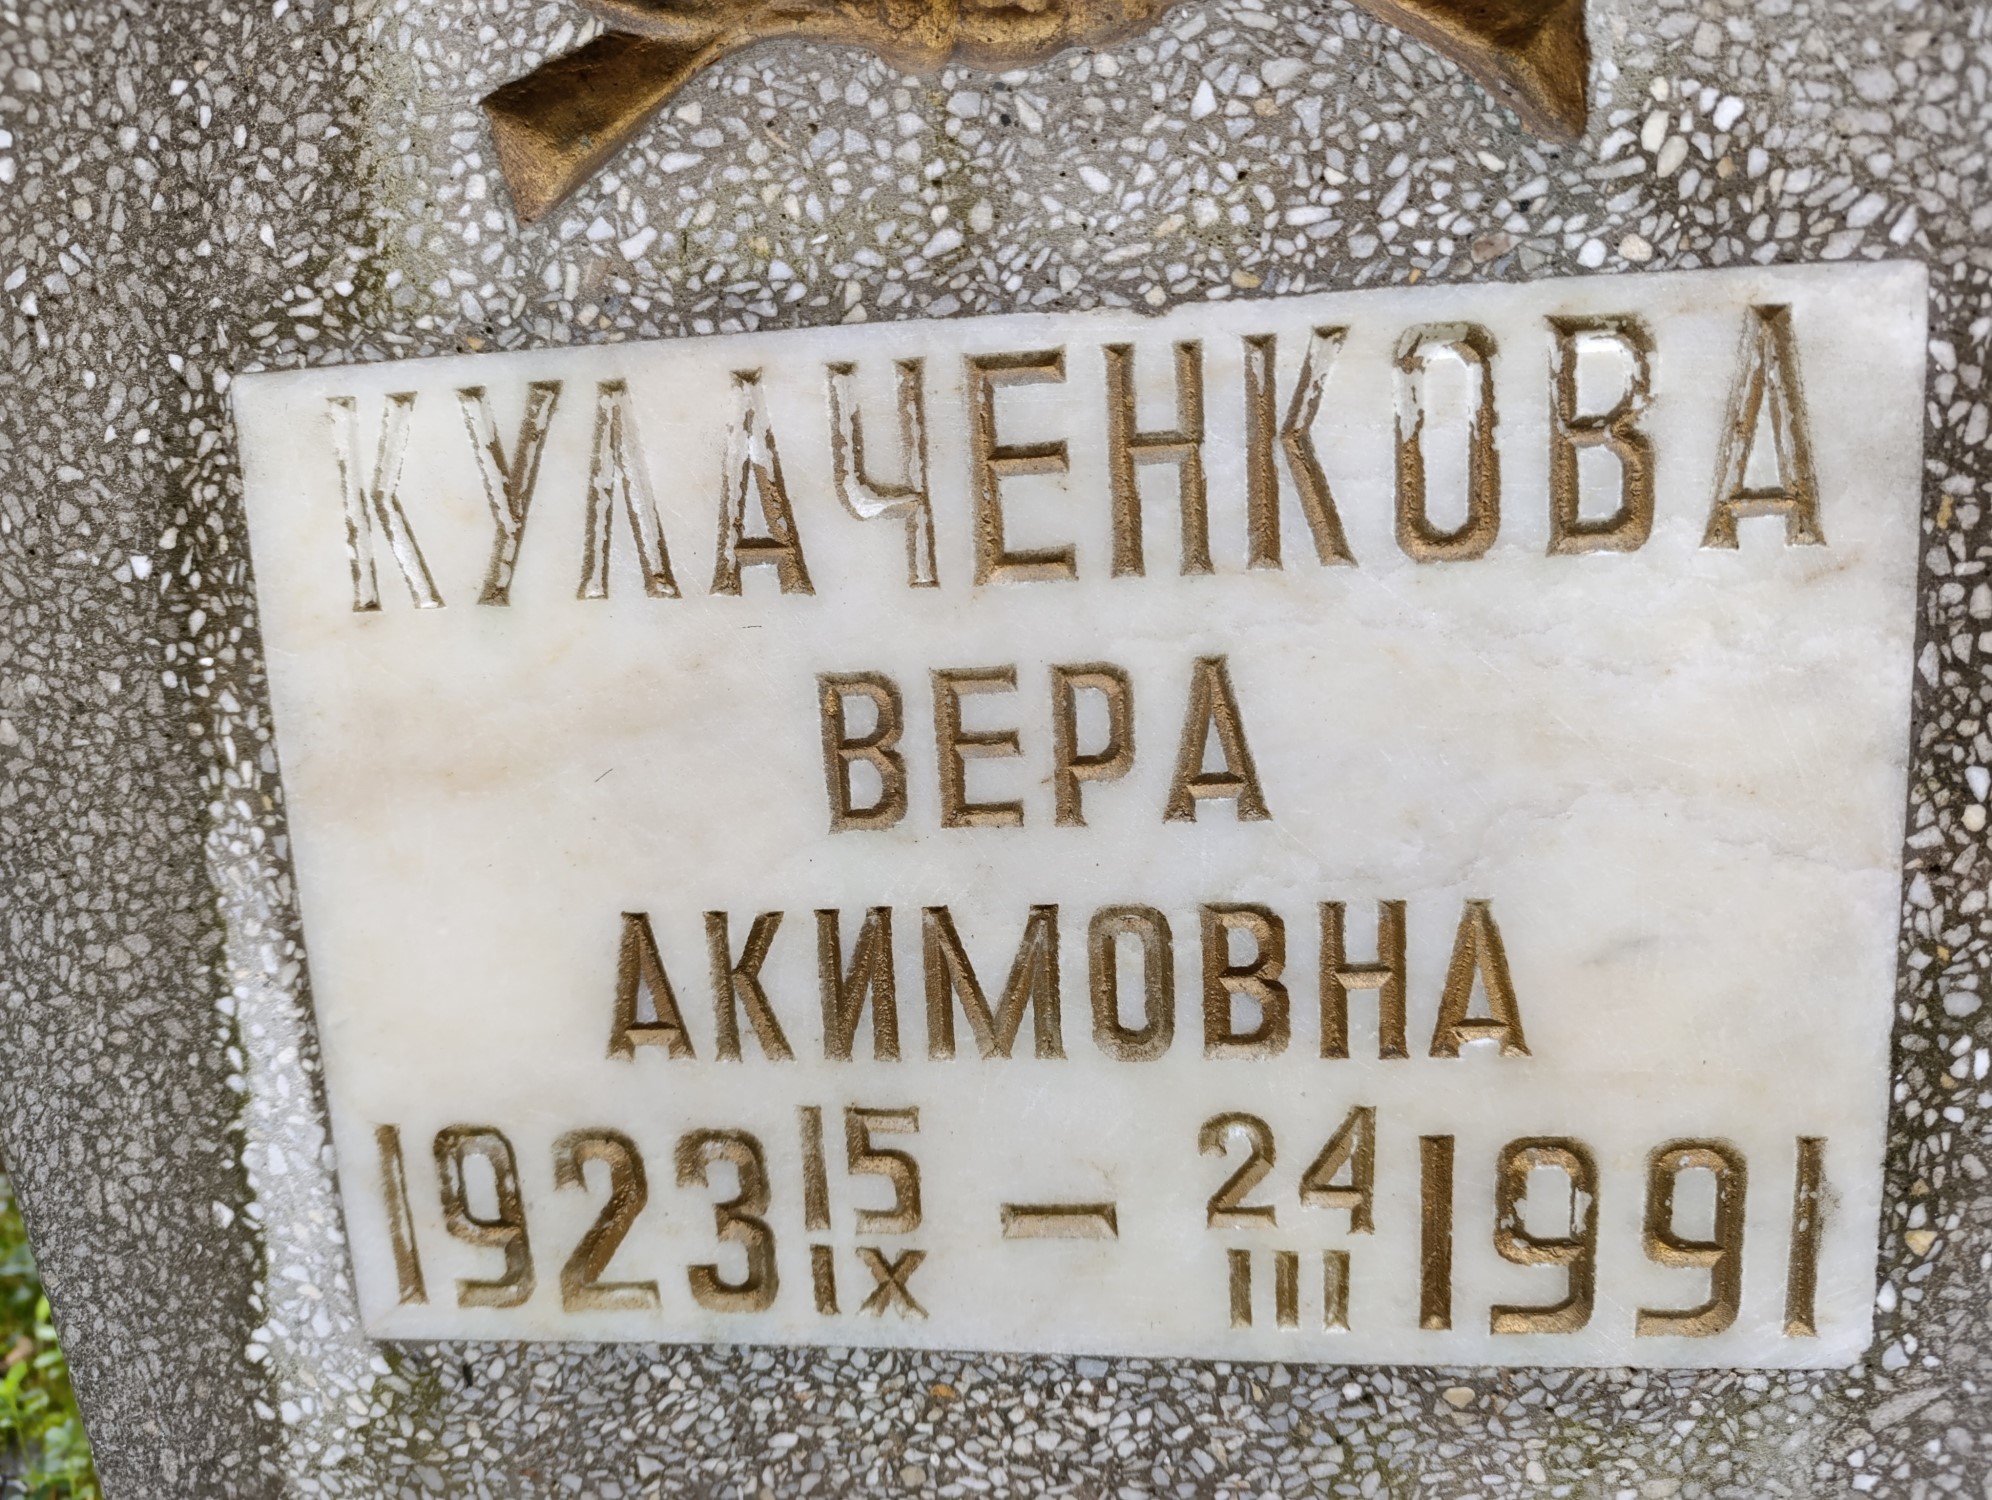 КУЛАЧЕНКОВА
ВЕРА
АКИМОВНА
1923 15/IX — 24/III 1991